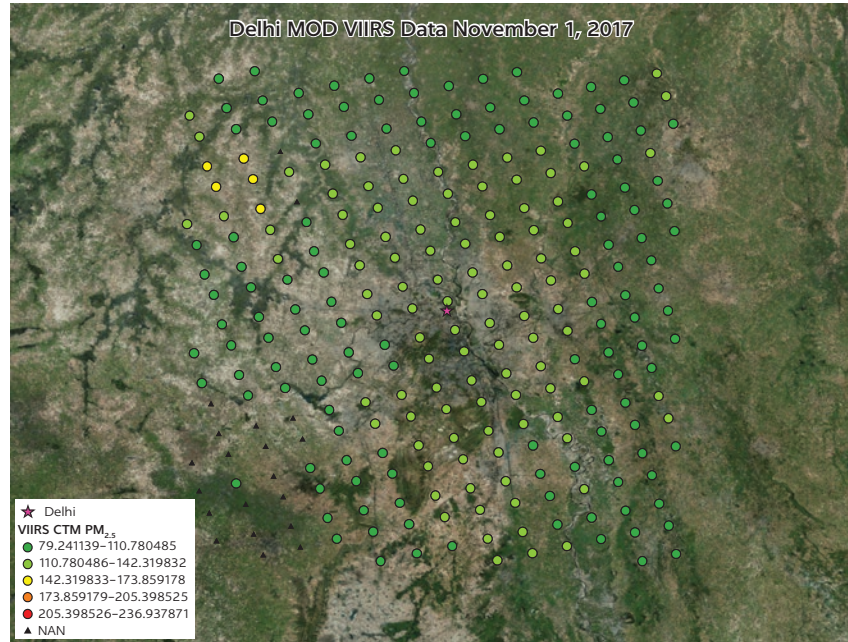 Delhi MOD VIIRS Data November 1, 2017
Delhi
VIIRS CTM PM2.5
79.241139–110.780485
110.780486–142.319832
142.319833–173.859178
173.859179–205.398525
205.398526–236.937871
NAN